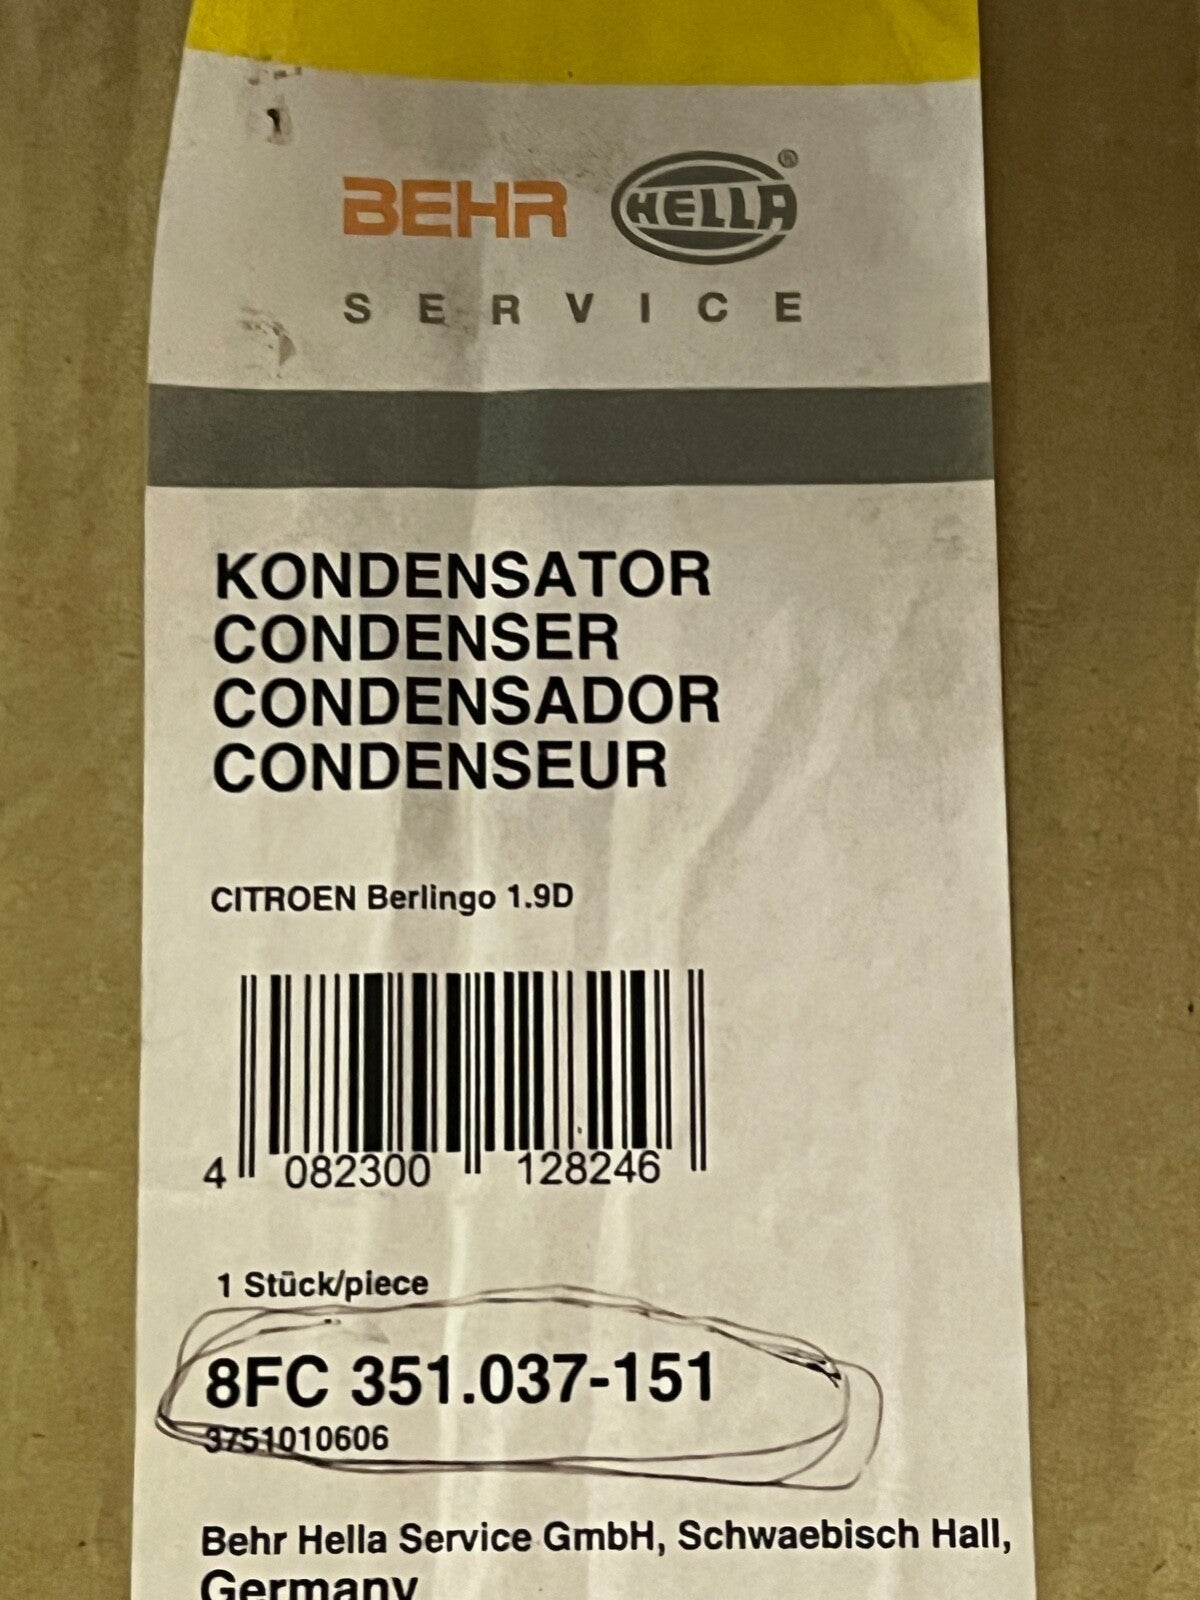 BEHR HELLA ®
SERVICE
KONDENSATOR
CONDENSER
CONDENSADOR
CONDENSEUR
CITROEN Berlingo 1.9D
4 082300 128246
1 Stück/piece
8FC 351.037-151
3751010606
Behr Hella Service GmbH, Schwaebisch Hall,
Germany